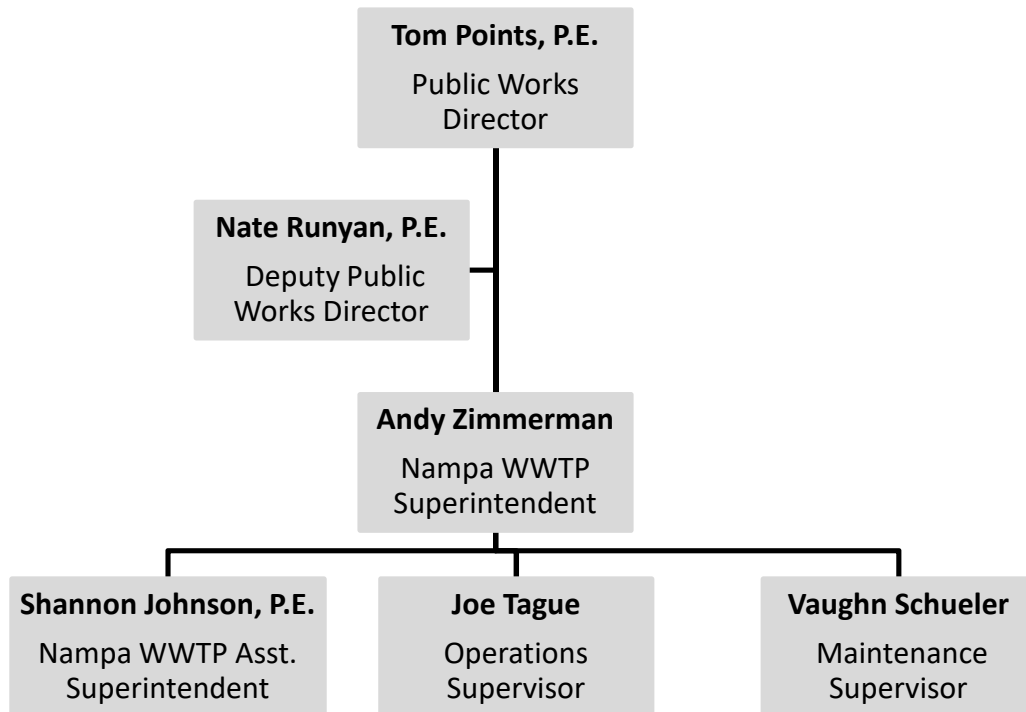 Tom Points, P.E.
Public Works
Director
Nate Runyan, P.E.
Deputy Public
Works Director
Andy Zimmerman
Nampa WWTP
Superintendent
Shannon Johnson, P.E.
Nampa WWTP Asst.
Superintendent
Joe Tague
Operations
Supervisor
Vaughn Schueler
Maintenance
Supervisor